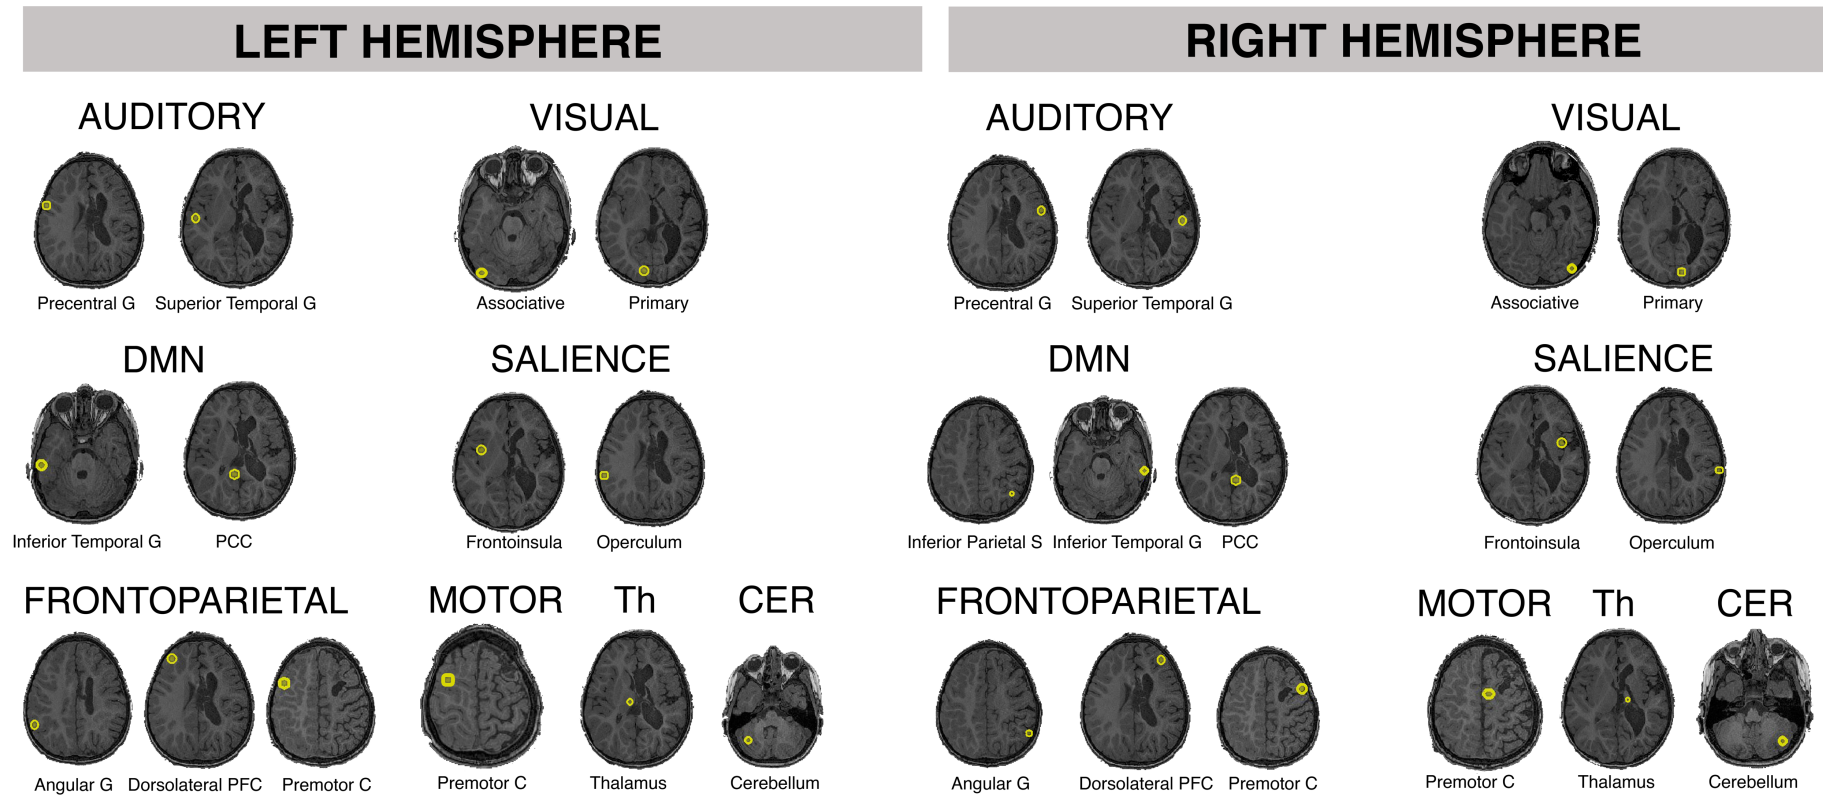 LEFT HEMISPHERE
AUDITORY VISUAL
Precentral G Superior Temporal G Associative Primary
DMN SALIENCE
Inferior Temporal G PCC Frontoinsula Operculum
FRONTOPARIETAL MOTOR Th CER
Angular G Dorsolateral PFC Premotor C Premotor C Thalamus Cerebellum
RIGHT HEMISPHERE
AUDITORY VISUAL
Precentral G Superior Temporal G Associative Primary
DMN SALIENCE
Inferior Parietal S Inferior Temporal G PCC Frontoinsula Operculum
FRONTOPARIETAL MOTOR Th CER
Angular G Dorsolateral PFC Premotor C Premotor C Thalamus Cerebellum